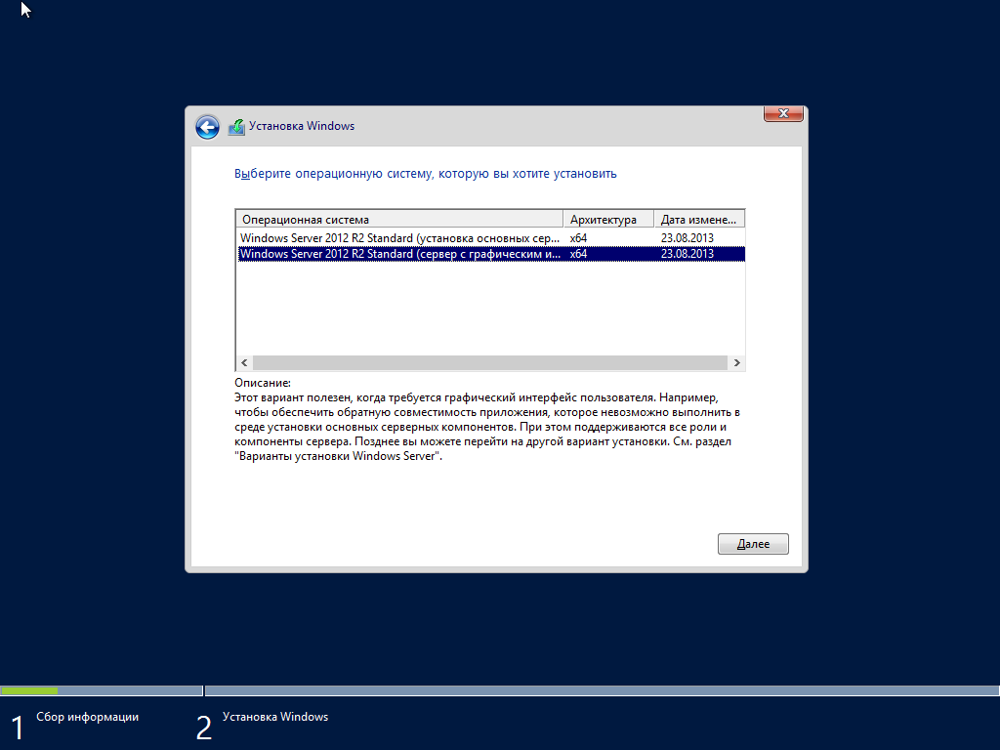 Установка Windows
Выберите операционную систему, которую вы хотите установить
Операционная система Архитектура Дата измене...
Windows Server 2012 R2 Standard (установка основных сер... x64 23.08.2013
Windows Server 2012 R2 Standard (сервер с графическим и... x64 23.08.2013
Описание:
Этот вариант полезен, когда требуется графический интерфейс пользователя. Например,
чтобы обеспечить обратную совместимость приложения, которое невозможно выполнить в
среде установки основных серверных компонентов. При этом поддерживаются все роли и
компоненты сервера. Позднее вы можете перейти на другой вариант установки. См. раздел
"Варианты установки Windows Server".
Далее
1 Сбор информации 2 Установка Windows